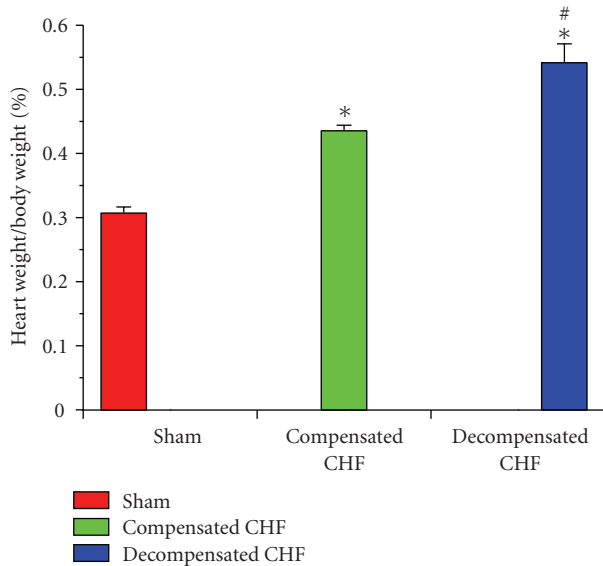 Heart weight/body weight (%)
0.6
0.5
0.4
0.3
0.2
0.1
0
*
#
*
Sham
Compensated
CHF
Decompensated
CHF
Sham
Compensated CHF
Decompensated CHF